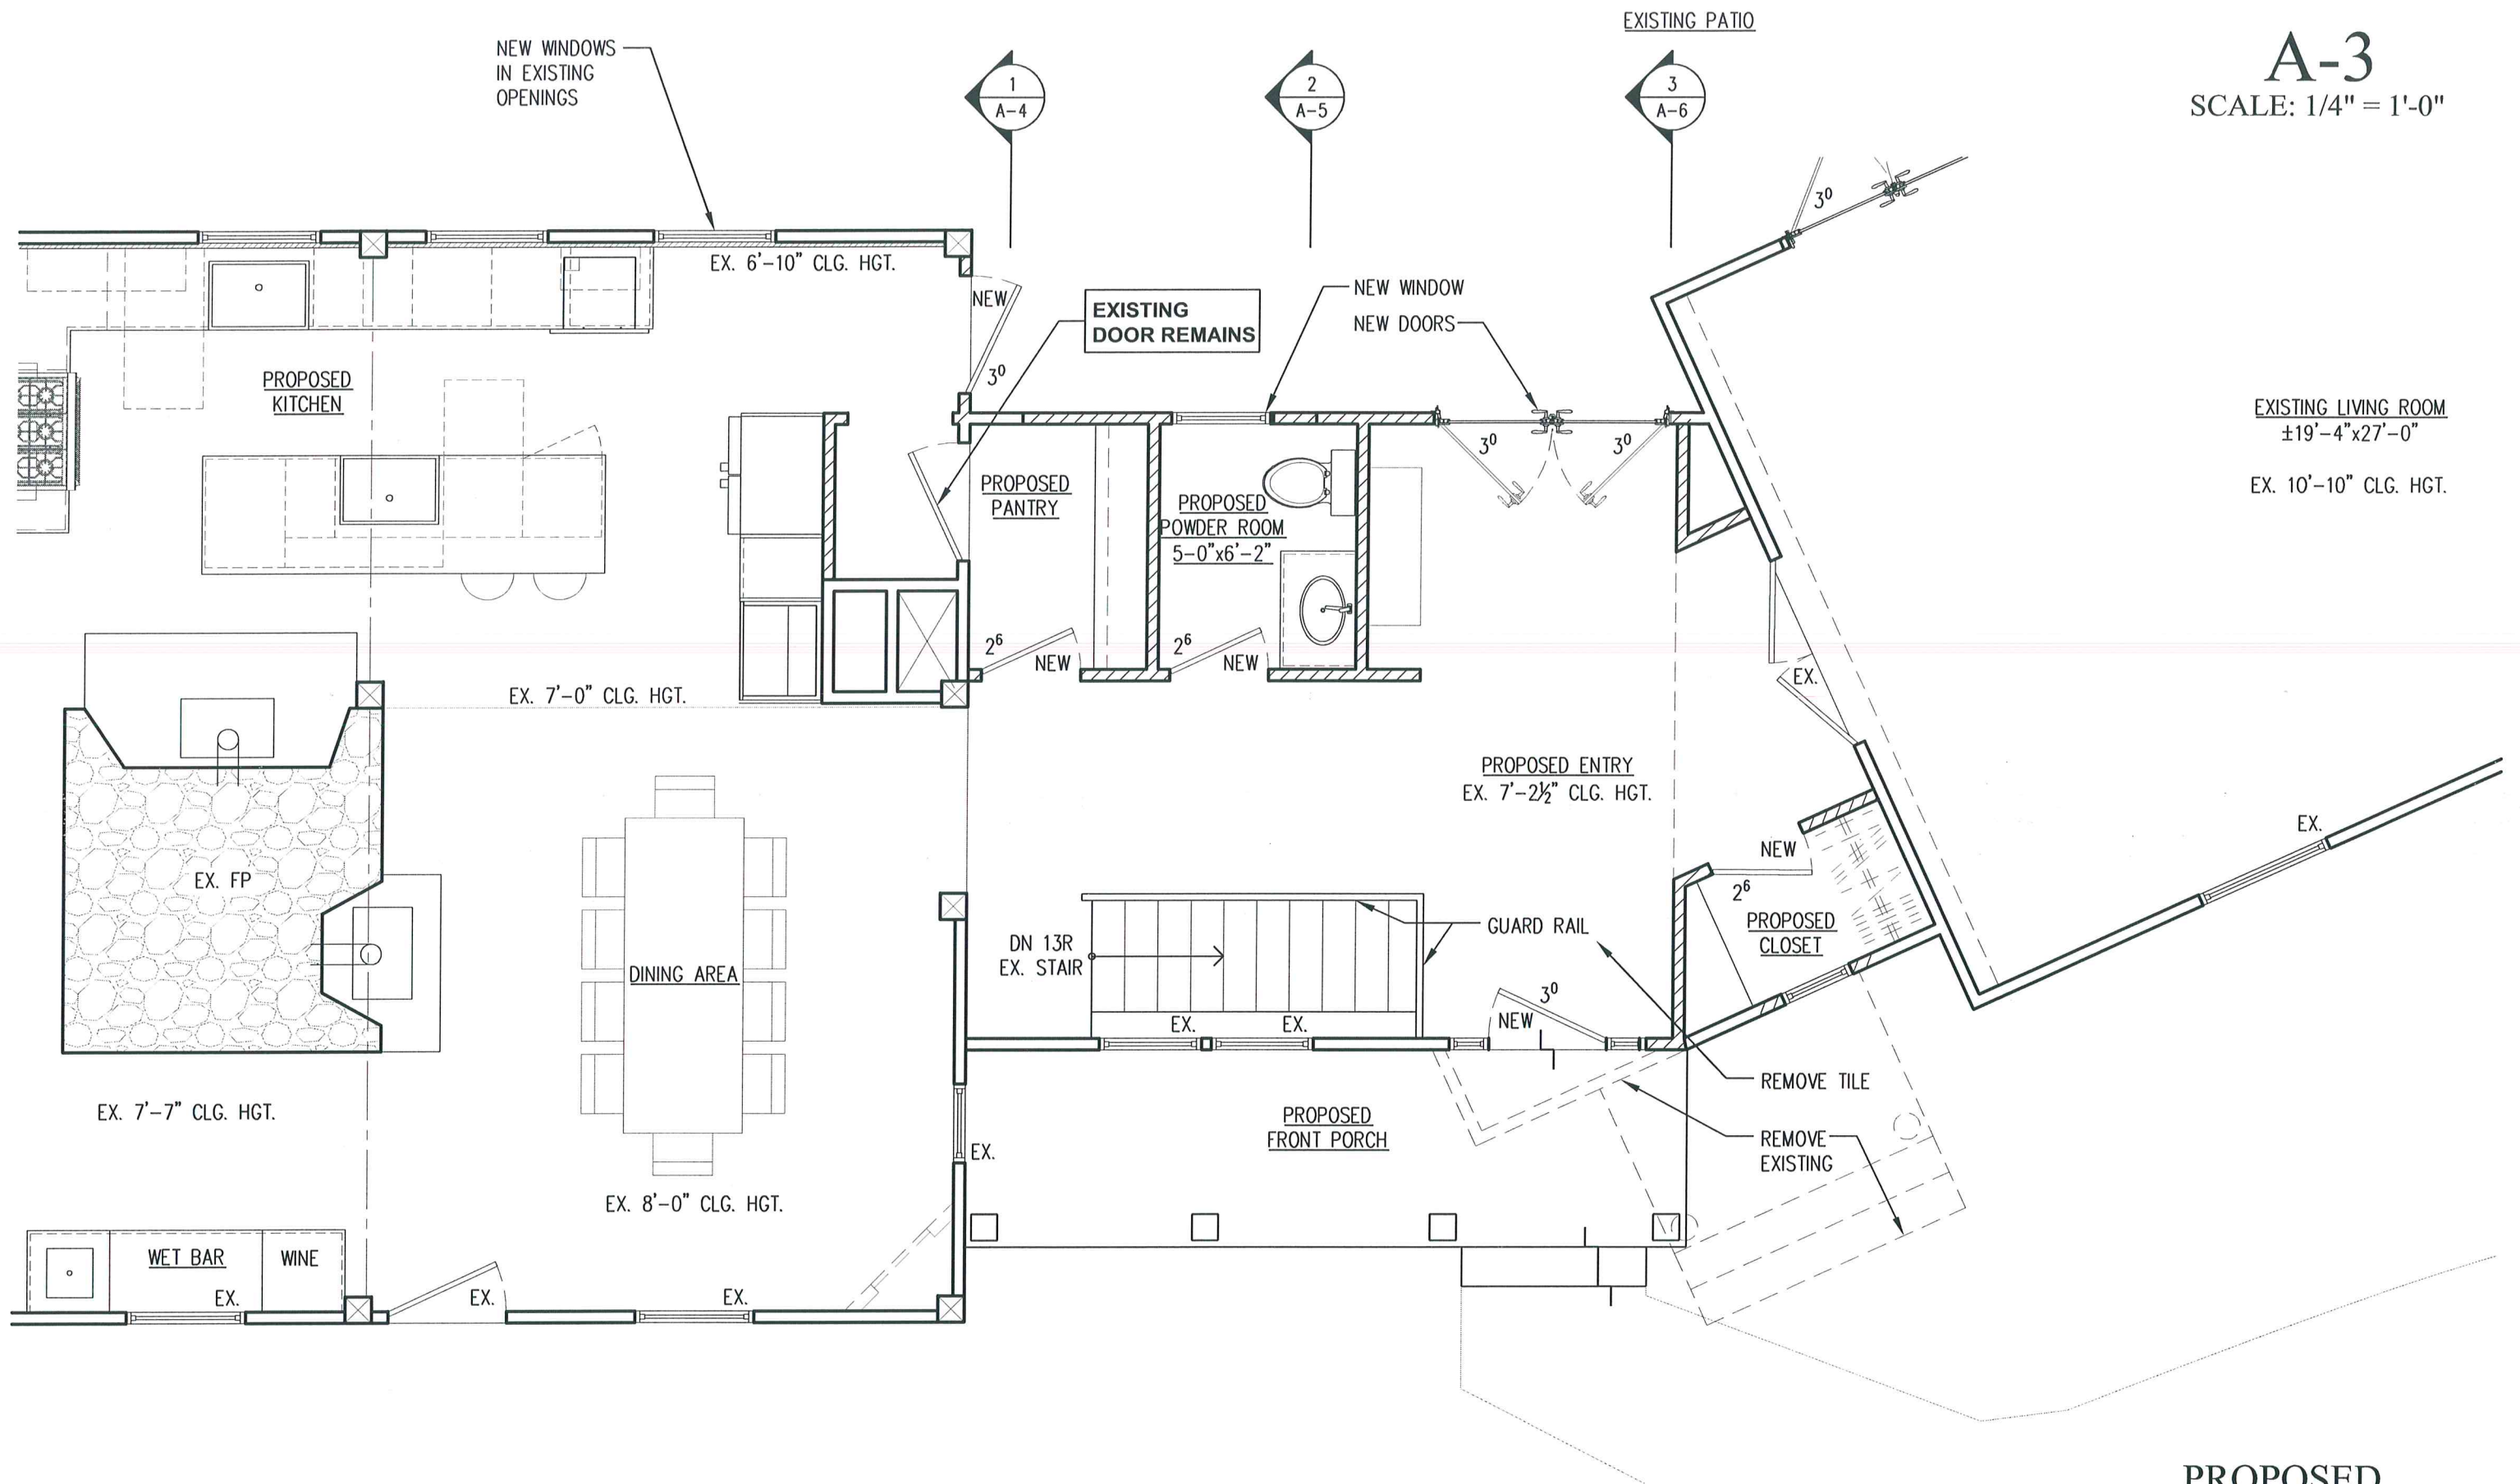 EXISTING PATIO
A-3
SCALE: 1/4" = 1'-0"
NEW WINDOWS
IN EXISTING
OPENINGS
1
A-4
2
A-5
3
A-6
3⁰
EX. 6'-10" CLG. HGT.
NEW
3⁰
EXISTING
DOOR REMAINS
NEW WINDOW
NEW DOORS
PROPOSED
KITCHEN
3⁰
3⁰
EXISTING LIVING ROOM
±19'-4"x27'-0"
EX. 10'-10" CLG. HGT.
PROPOSED
PANTRY
PROPOSED
POWDER ROOM
5-0"x6'-2"
2⁶
NEW
2⁶
NEW
EX.
EX. 7'-0" CLG. HGT.
PROPOSED ENTRY
EX. 7'-2½" CLG. HGT.
EX. FP
EX.
NEW
2⁶
PROPOSED
CLOSET
GUARD RAIL
DN 13R
EX. STAIR
DINING AREA
3⁰
NEW
EX.
EX.
REMOVE TILE
EX. 7'-7" CLG. HGT.
PROPOSED
FRONT PORCH
REMOVE
EXISTING
EX.
EX. 8'-0" CLG. HGT.
WET BAR
WINE
EX.
EX.
EX.
PROPOSED